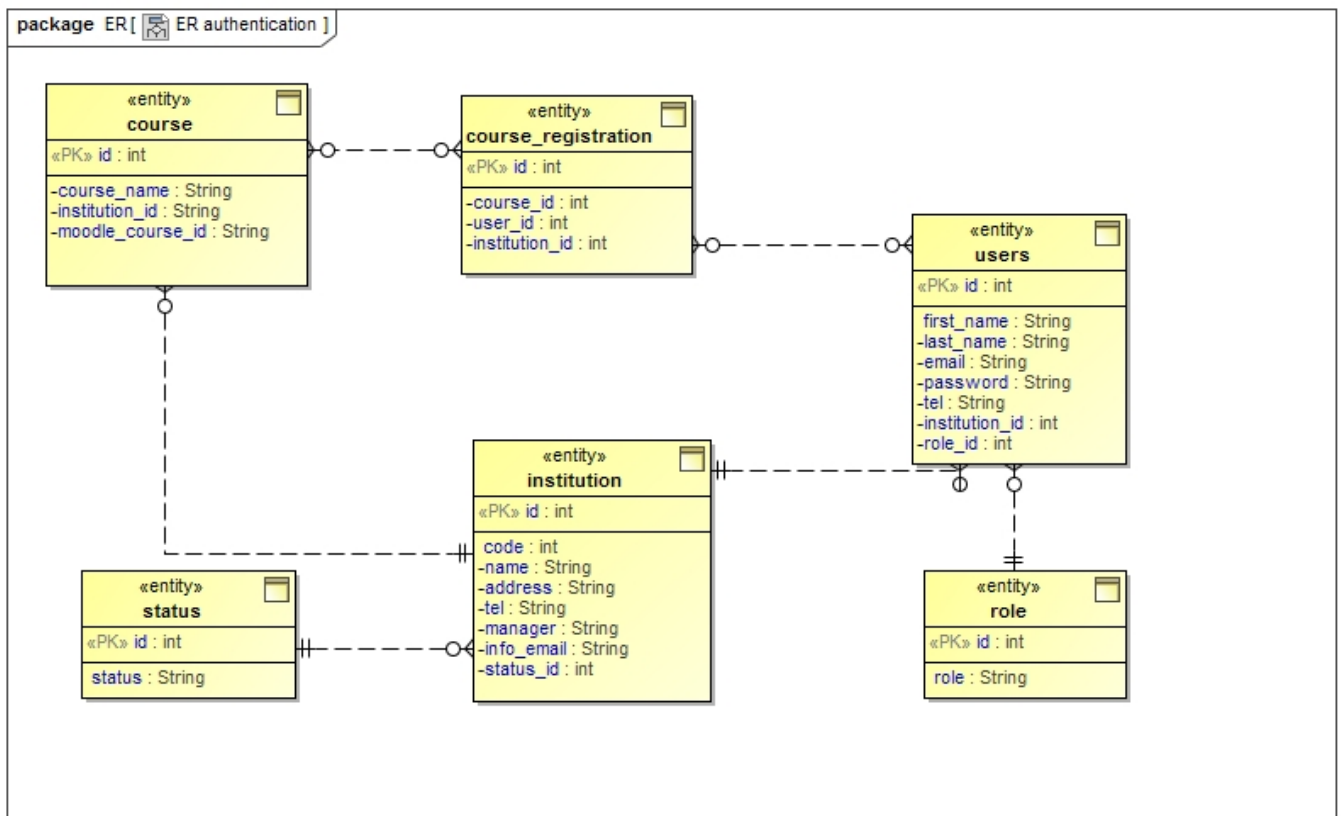 package ER[ ER authentication ]
«entity»
course
«PK» id : int
-course_name : String
-institution_id : String
-moodle_course_id : String
«entity»
course_registration
«PK» id : int
-course_id : int
-user_id : int
-institution_id : int
«entity»
users
«PK» id : int
first_name : String
-last_name : String
-email : String
-password : String
-tel : String
-institution_id : int
-role_id : int
«entity»
institution
«PK» id : int
code : int
-name : String
-address : String
-tel : String
-manager : String
-info_email : String
-status_id : int
«entity»
status
«PK» id : int
status : String
«entity»
role
«PK» id : int
role : String